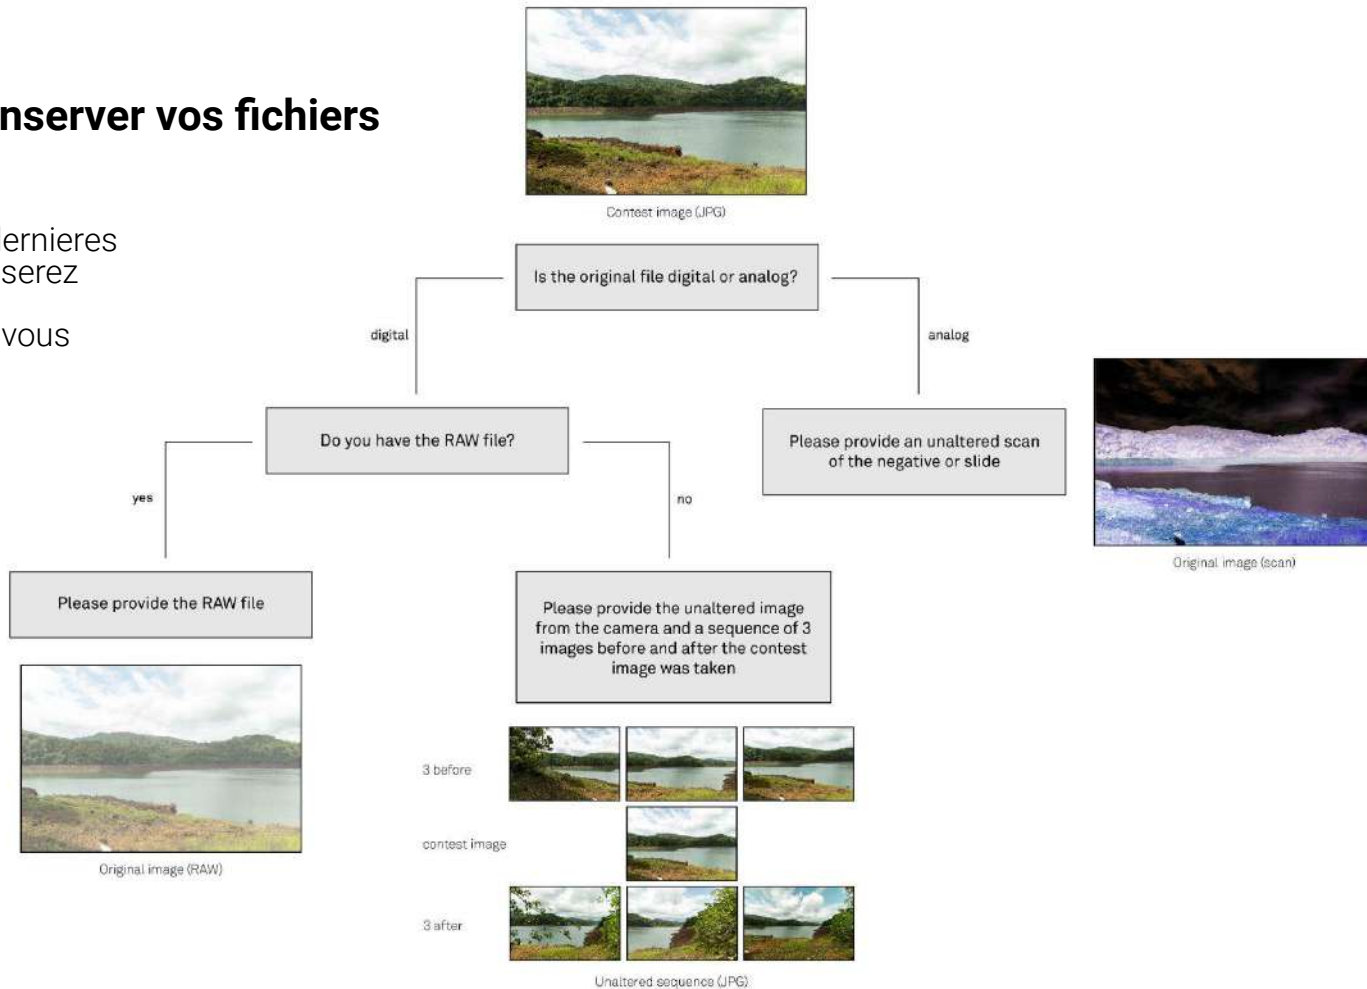 nserver vos fichiers
ernieres
serez
vous
Contest image (JPG)
Is the original file digital or analog?
digital
analog
Do you have the RAW file?
Please provide an unaltered scan
of the negative or slide
yes
no
Original image (scan)
Please provide the RAW file
Please provide the unaltered image
from the camera and a sequence of 3
images before and after the contest
image was taken
Original image (RAW)
3 before
contest image
3 after
Unaltered sequence (JPG)